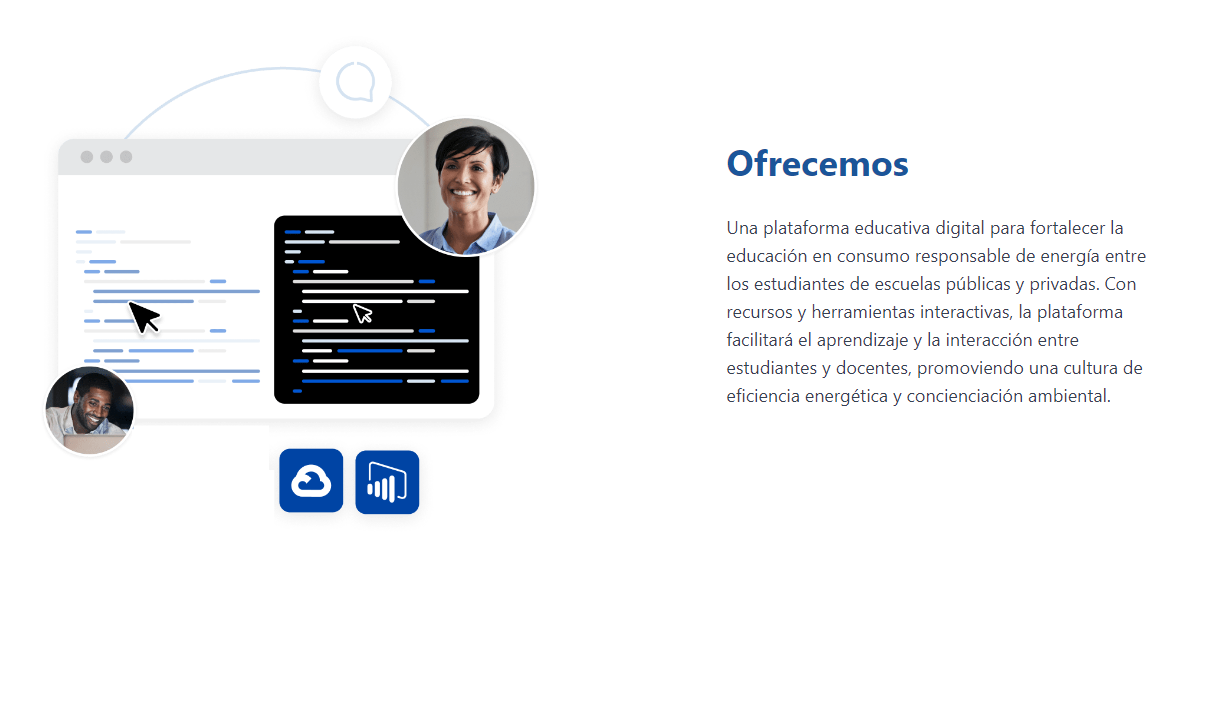 Ofrecemos
Una plataforma educativa digital para fortalecer la
educación en consumo responsable de energía entre
los estudiantes de escuelas públicas y privadas. Con
recursos y herramientas interactivas, la plataforma
facilitará el aprendizaje y la interacción entre
estudiantes y docentes, promoviendo una cultura de
eficiencia energética y concienciación ambiental.